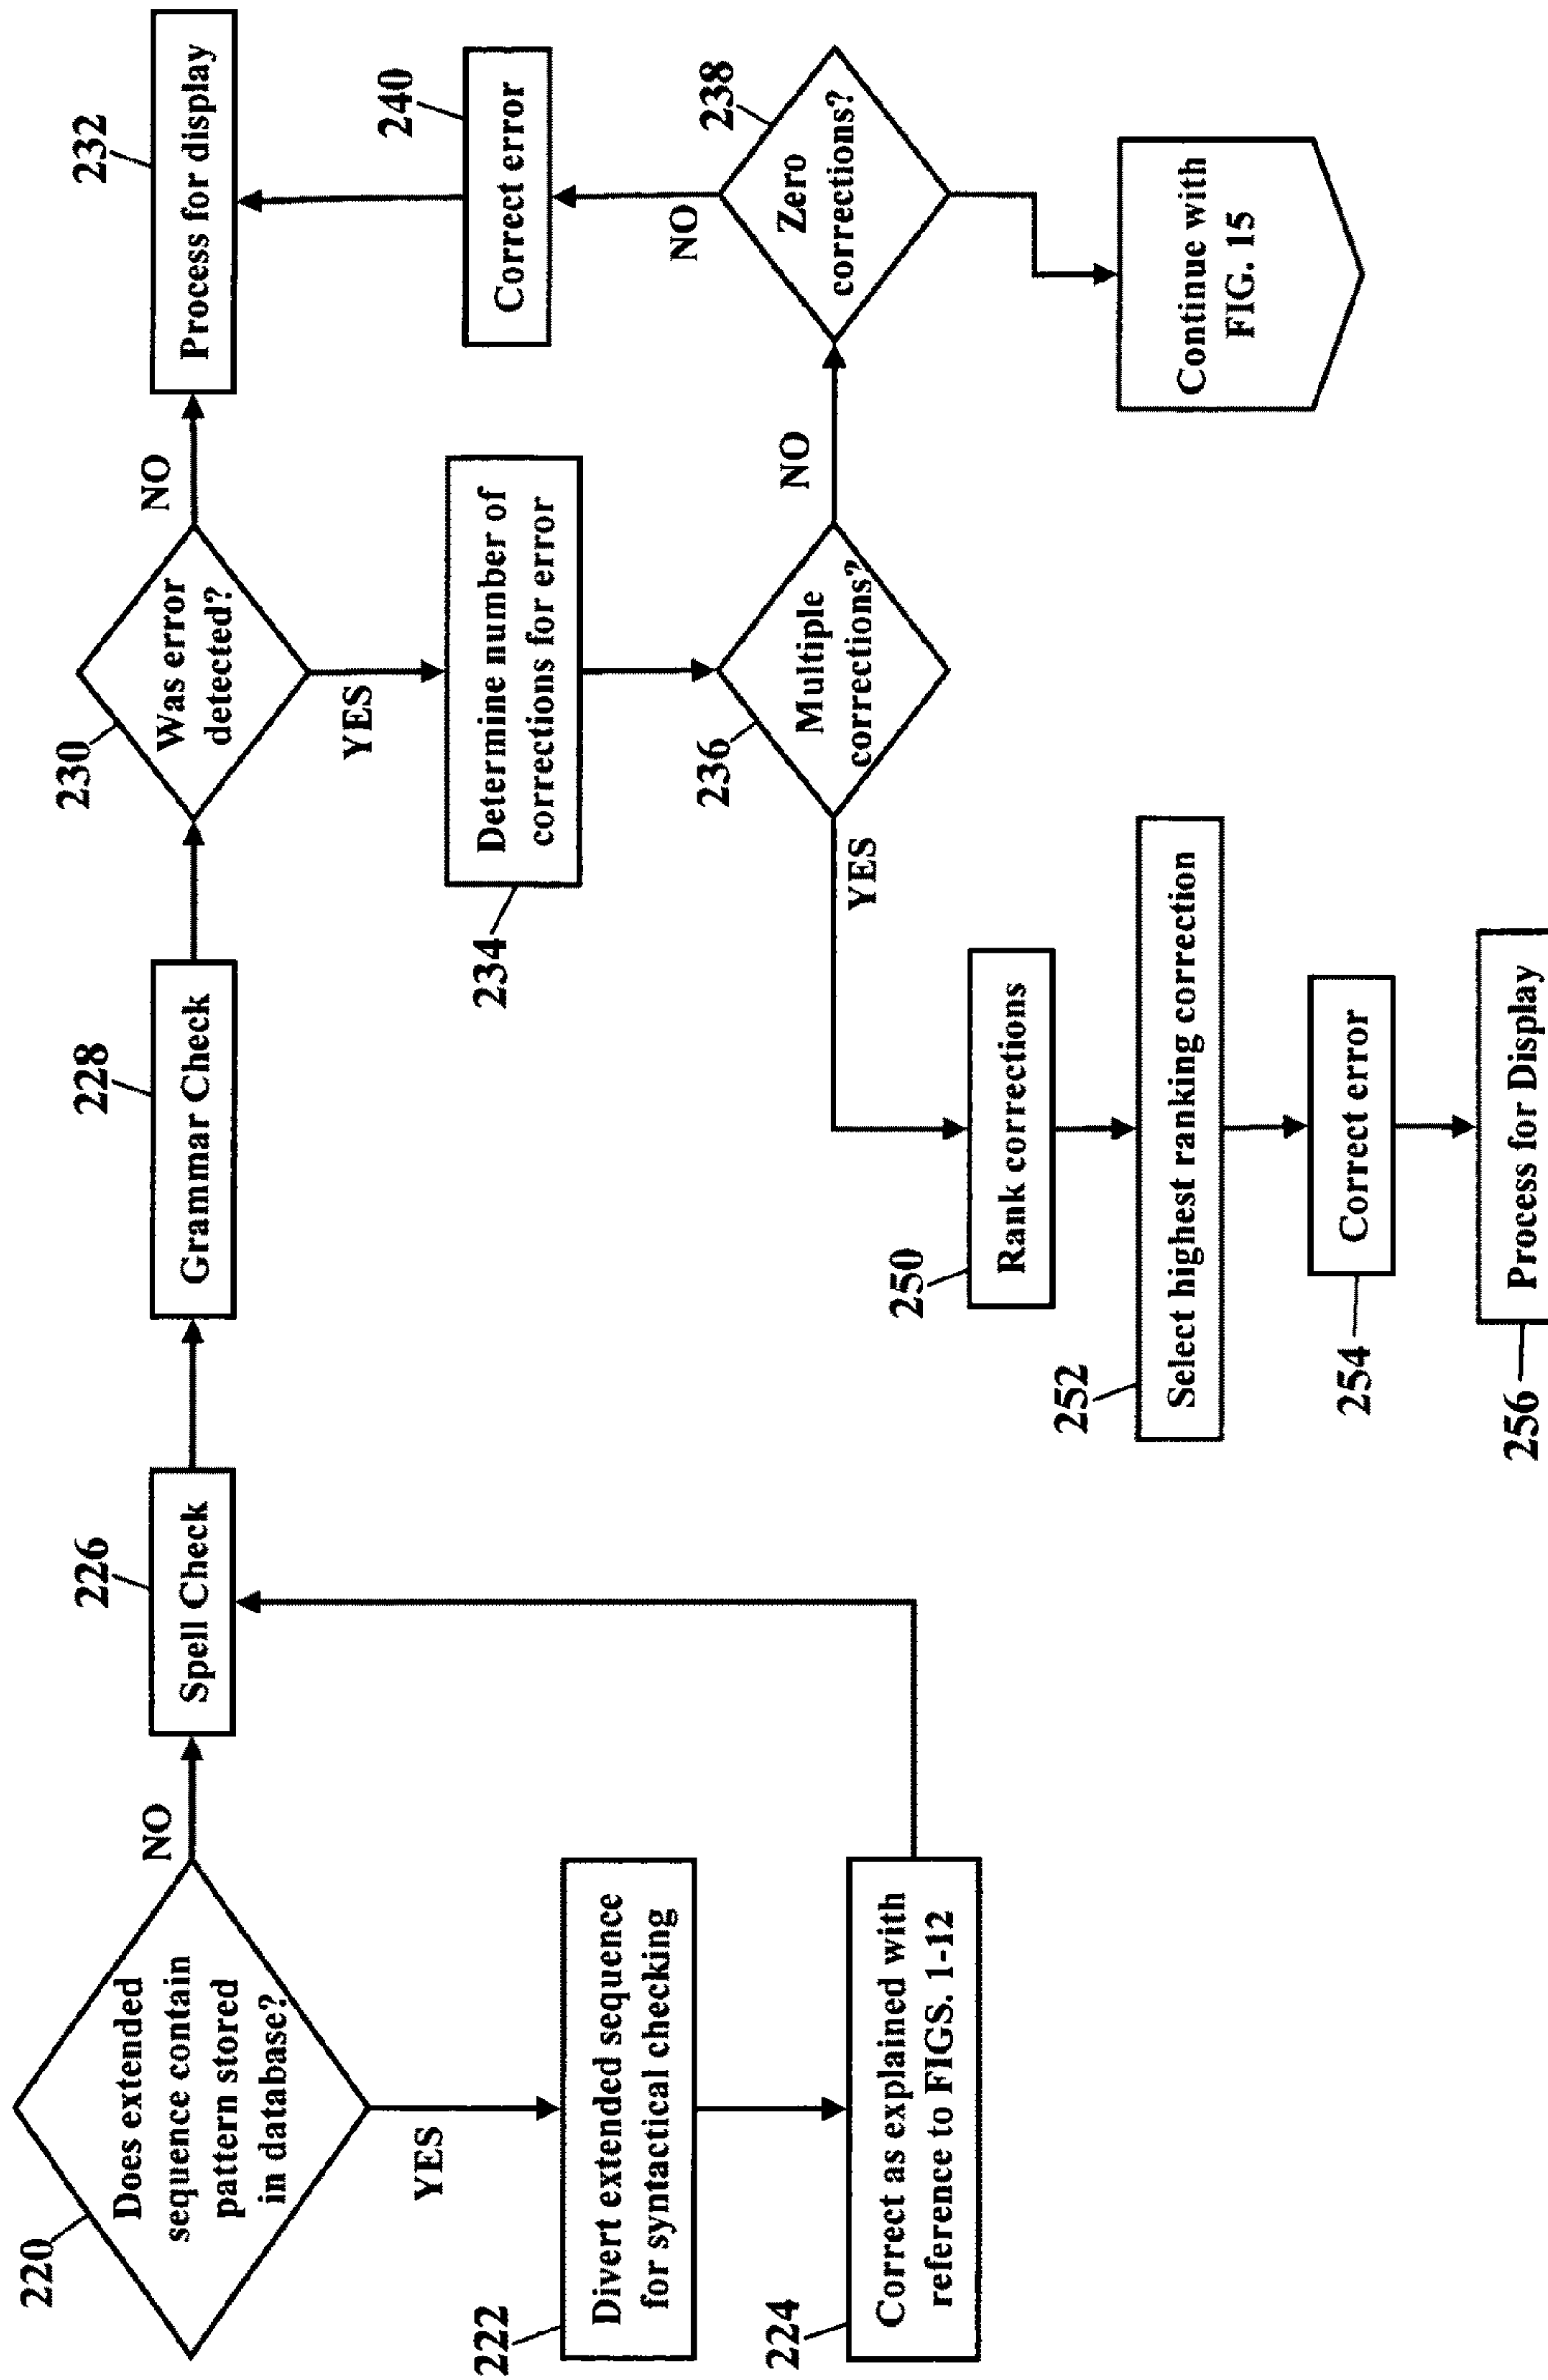 220
Does extended
sequence contain
pattern stored
in database?
NO
YES
222
Divert extended sequence
for syntactical checking
224
Correct as explained with
reference to FIGS. 1-12
226
Spell Check
228
Grammar Check
230
Was error
detected?
NO
YES
232
Process for display
234
Determine number of
corrections for error
236
Multiple
corrections?
NO
YES
238
Zero
corrections?
NO
240
Correct error
Continue with
FIG. 15
250
Rank corrections
252
Select highest ranking correction
254
Correct error
256
Process for Display